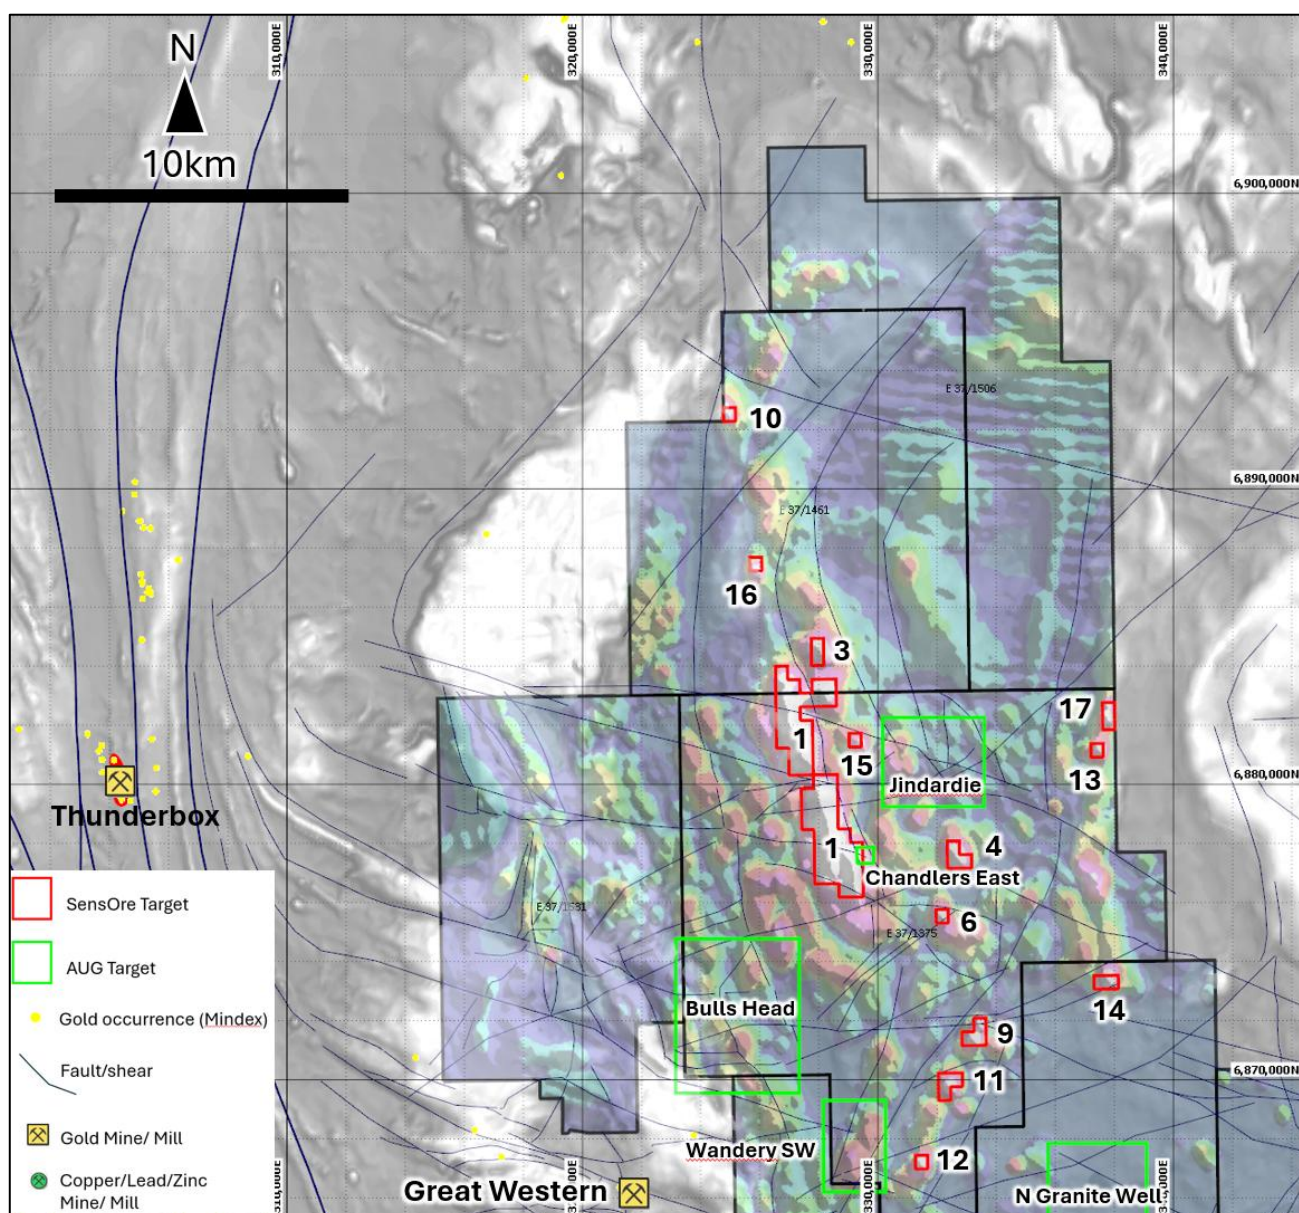 N
10km
310,000E
320,000E
330,000E
340,000E
6,900,000N
E 37/1506
10
6,890,000N
E 37/1461
16
3
17
1
15
13
Jindardie
6,880,000N
Thunderbox
1
4
Chandlers East
E 37/1531
6
E 37/1375
14
Bulls Head
9
11
6,870,000N
Wandery SW
12
Great Western
N Granite Well
330,000E
SensOre Target
AUG Target
Gold occurrence (Mindex)
Fault/shear
Gold Mine/ Mill
Copper/Lead/Zinc
Mine/ Mill